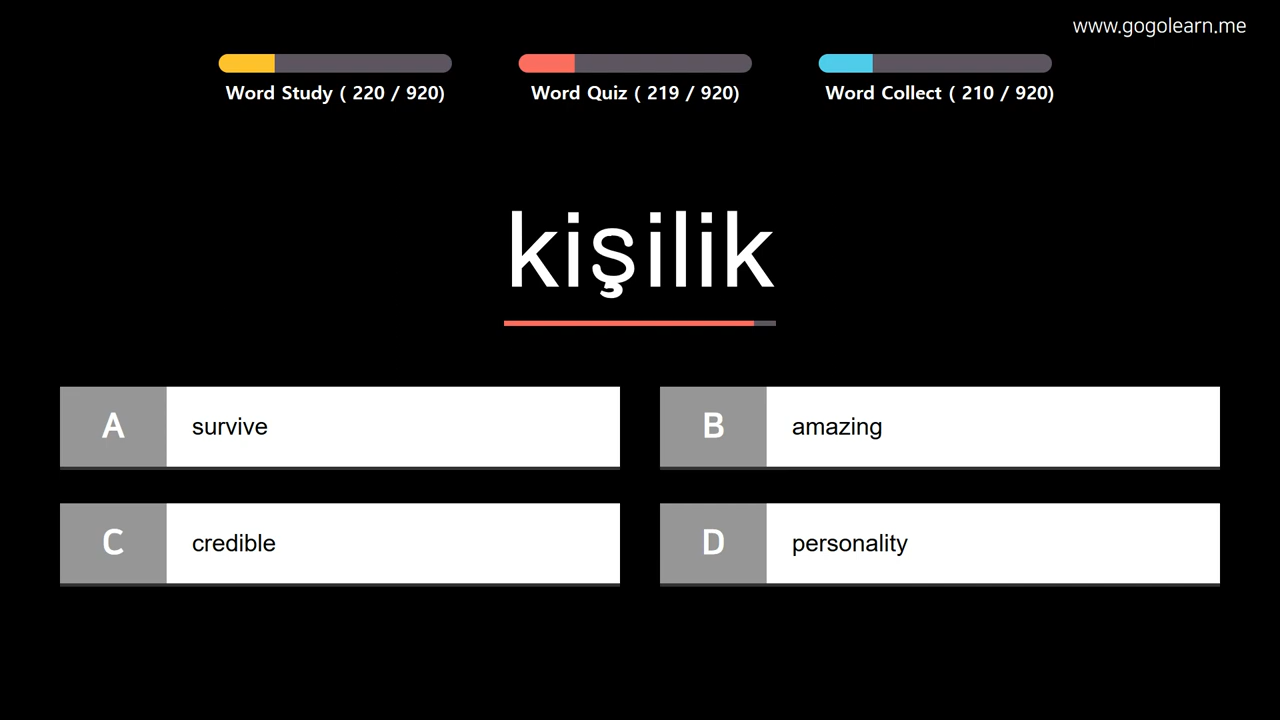 www.gogolearn.me
Word Study ( 220 / 920)
Word Quiz ( 219 / 920)
Word Collect ( 210 / 920)
kişilik
A survive
B amazing
C credible
D personality